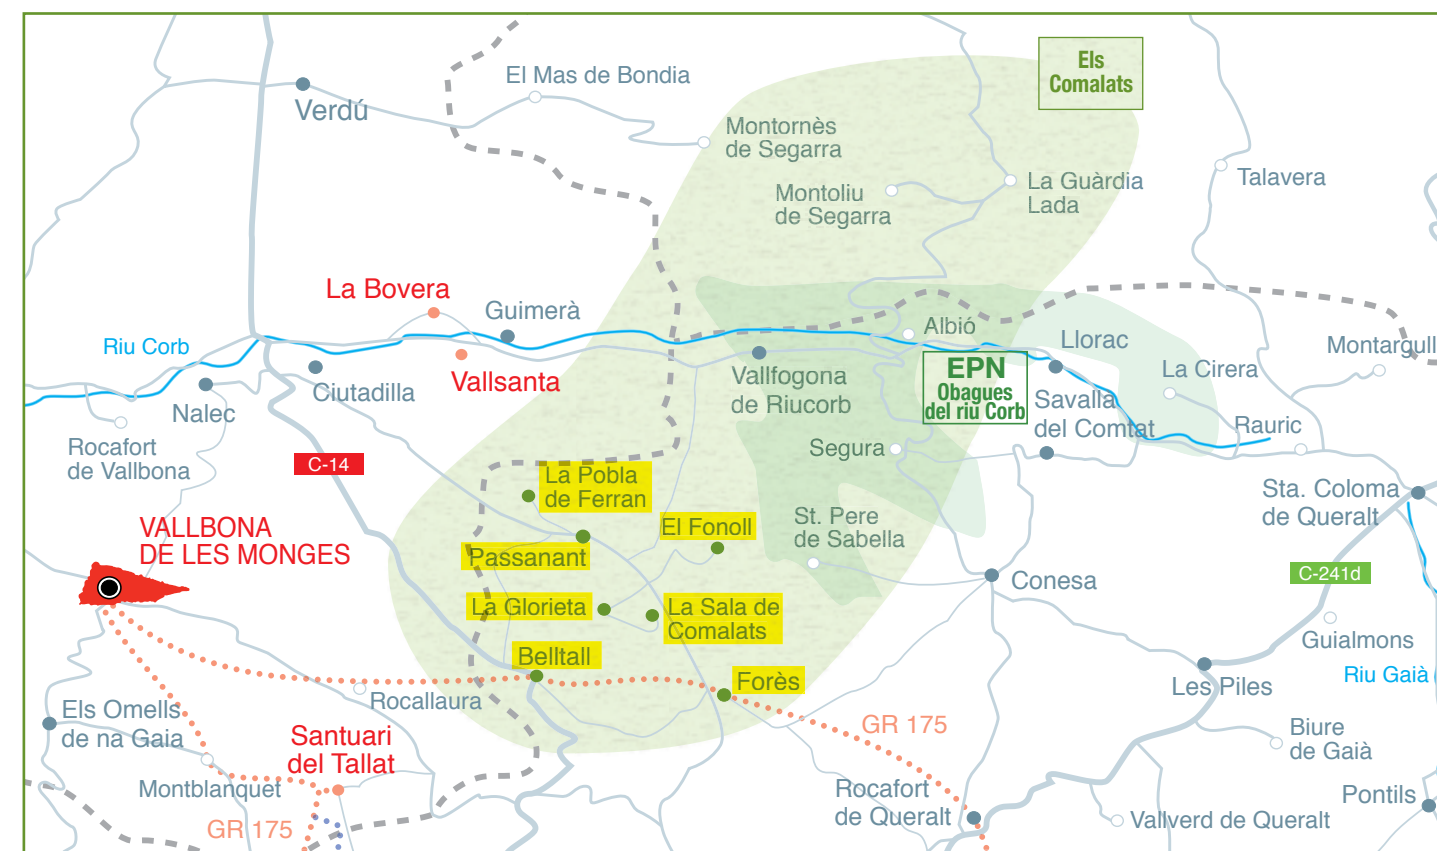 Els
Comalats
El Mas de Bondia
Verdú
Montornès
de Segarra
Montoliu
de Segarra
La Guàrdia
Lada
Talavera
La Bovera
Guimerà
Riu Corb
Albió
Llorac
Montargull
Ciutadilla
Vallsanta
Vallfogona
de Riucorb
EPN
Obagues
del riu Corb
La Cirera
Nalec
Savallà
del Comtat
Rauric
Rocafort
de Vallbona
C-14
Segura
La Pobla
de Ferran
Sta. Coloma
de Queralt
VALLBONA
DE LES MONGES
El Fonoll
St. Pere
de Sabella
Passanant
Conesa
C-241d
La Glorieta
La Sala de
Comalats
Guialmons
Belltall
Forès
Les Piles
Riu Gaià
Rocallaura
Els Omells
de na Gaia
GR 175
Biure
de Gaià
Santuari
del Tallat
Montblanquet
Rocafort
de Queralt
Pontils
GR 175
Vallverd de Queralt